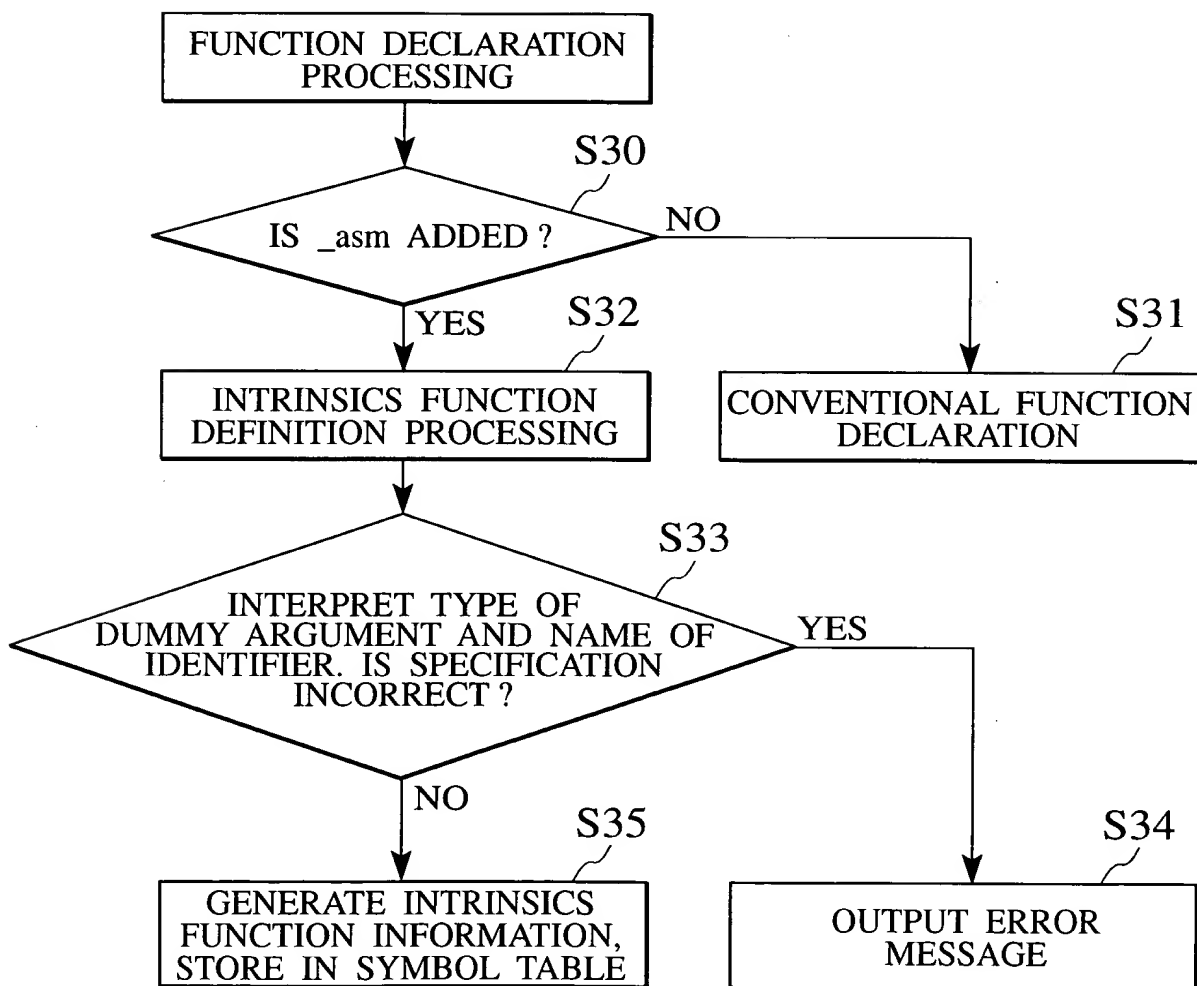 FUNCTION DECLARATION
PROCESSING
S30
IS _asm ADDED ?
NO
YES
S32
INTRINSICS FUNCTION
DEFINITION PROCESSING
S31
CONVENTIONAL FUNCTION
DECLARATION
S33
INTERPRET TYPE OF
DUMMY ARGUMENT AND NAME OF
IDENTIFIER. IS SPECIFICATION
INCORRECT ?
YES
NO
S35
GENERATE INTRINSICS
FUNCTION INFORMATION,
STORE IN SYMBOL TABLE
S34
OUTPUT ERROR
MESSAGE